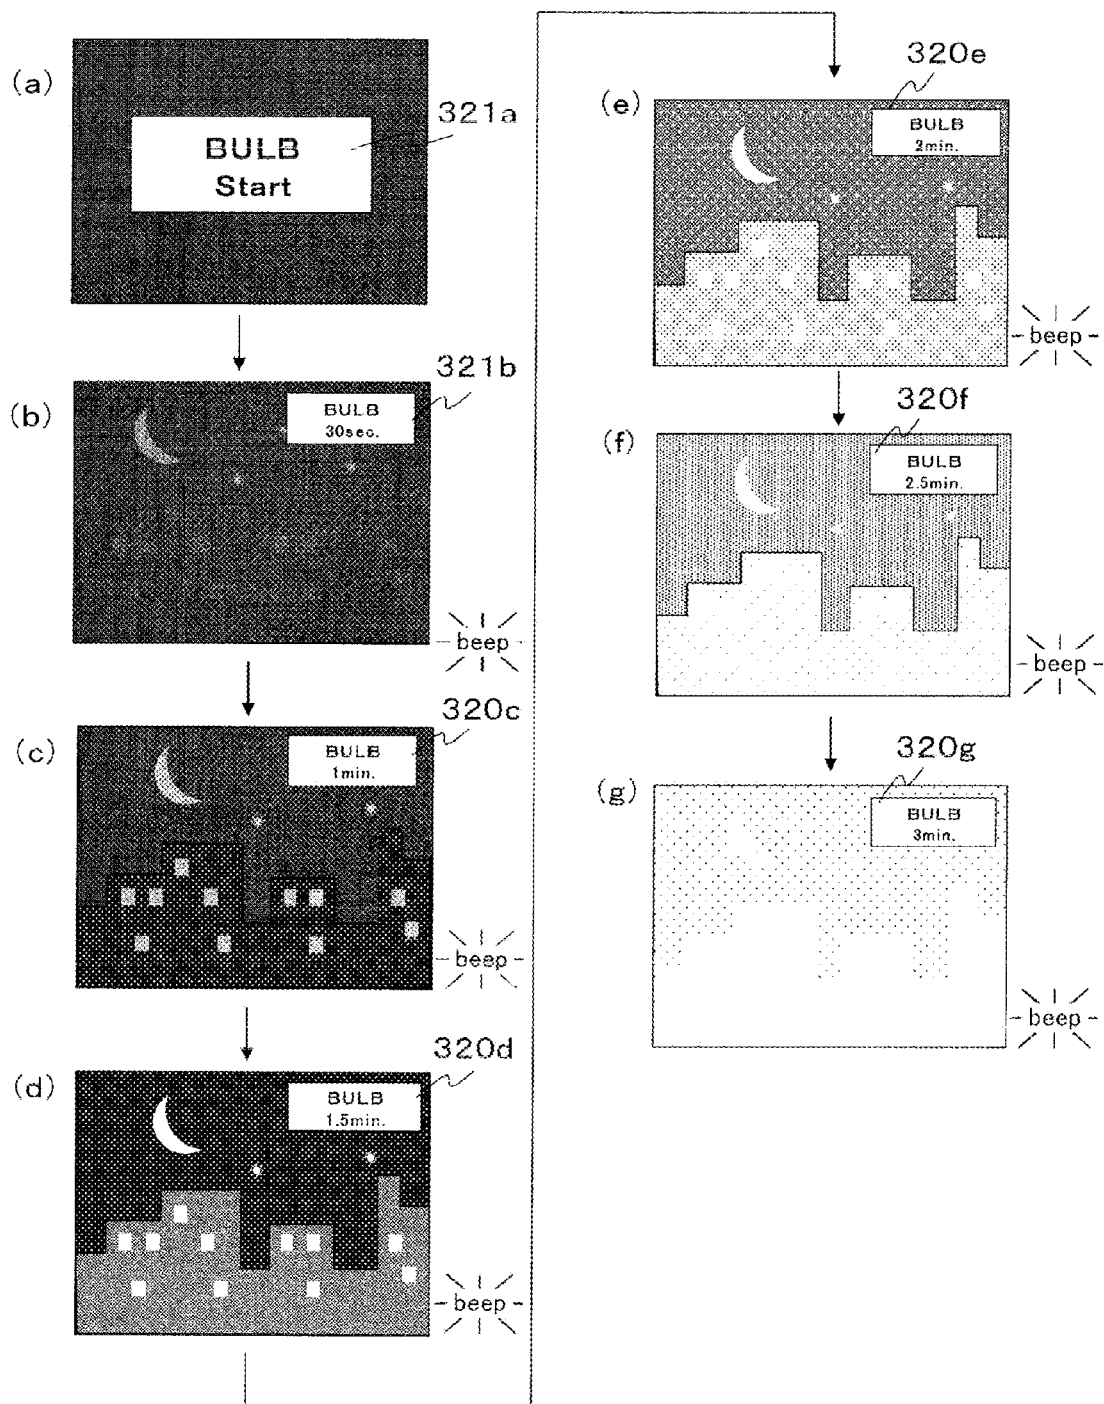 (a)
321a
BULB
Start
(b)
321b
BULB
30sec.
beep
(c)
320c
BULB
1min.
beep
(d)
320d
BULB
1.5min.
beep
(e)
320e
BULB
2min.
beep
(f)
320f
BULB
2.5min.
beep
(g)
320g
BULB
3min.
beep